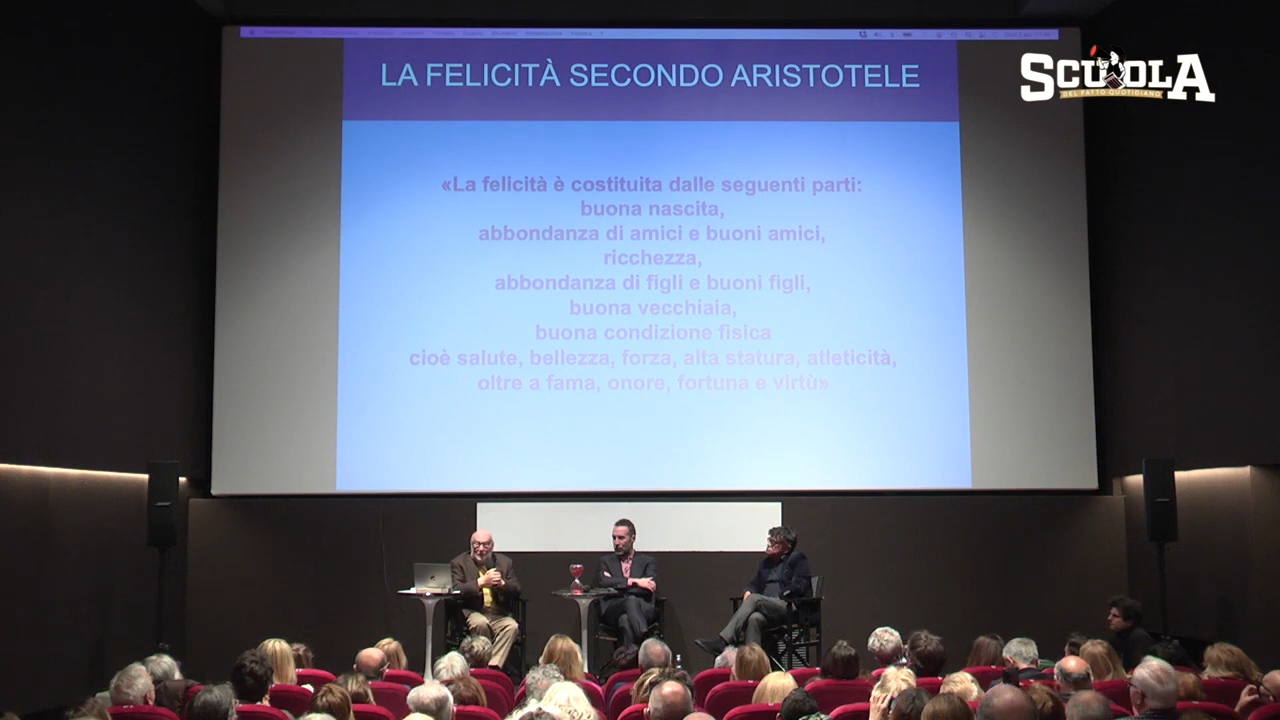 LA FELICITÀ SECONDO ARISTOTELE
SCUOLA
DEL FATTO QUOTIDIANO
«La felicità è costituita dalle seguenti parti:
buona nascita,
abbondanza di amici e buoni amici,
ricchezza,
abbondanza di figli e buoni figli,
buona vecchiaia,
buona condizione fisica
cioè salute, bellezza, forza, alta statura, atleticità,
oltre a fama, onore, fortuna e virtù»